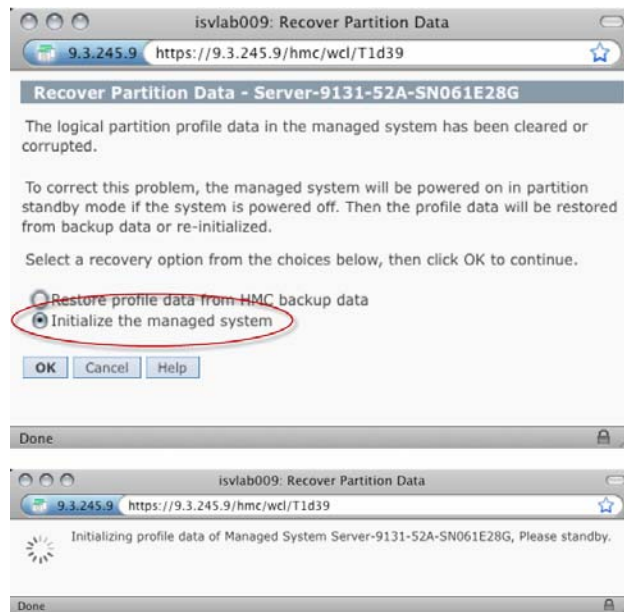 isvlab009: Recover Partition Data
9.3.245.9 https://9.3.245.9/hmc/wcl/T1d39
Recover Partition Data - Server-9131-52A-SN061E28G
The logical partition profile data in the managed system has been cleared or
corrupted.
To correct this problem, the managed system will be powered on in partition
standby mode if the system is powered off. Then the profile data will be restored
from backup data or re-initialized.
Select a recovery option from the choices below, then click OK to continue.
Restore profile data from HMC backup data
Initialize the managed system
OK Cancel Help
Done
isvlab009: Recover Partition Data
9.3.245.9 https://9.3.245.9/hmc/wcl/T1d39
Initializing profile data of Managed System Server-9131-52A-SN061E28G, Please standby.
Done